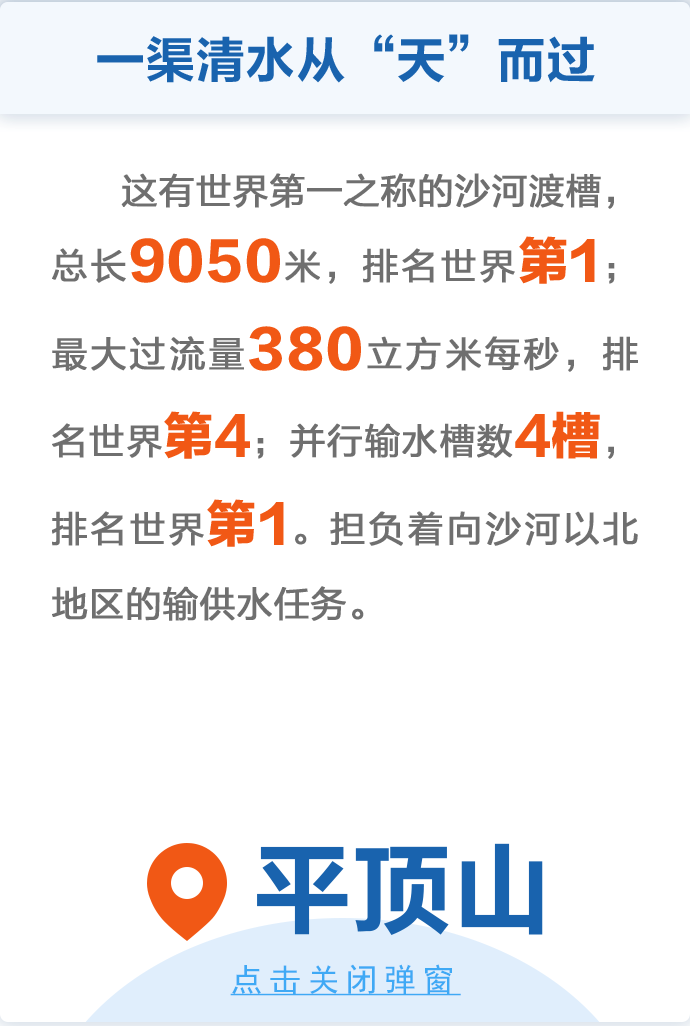 一渠清水从“天”而过
这有世界第一之称的沙河渡槽，
总长9050米，排名世界第1；
最大过流量380立方米每秒，排
名世界第4；并行输水槽数4槽，
排名世界第1。担负着向沙河以北
地区的输供水任务。
平顶山
点击关闭弹窗